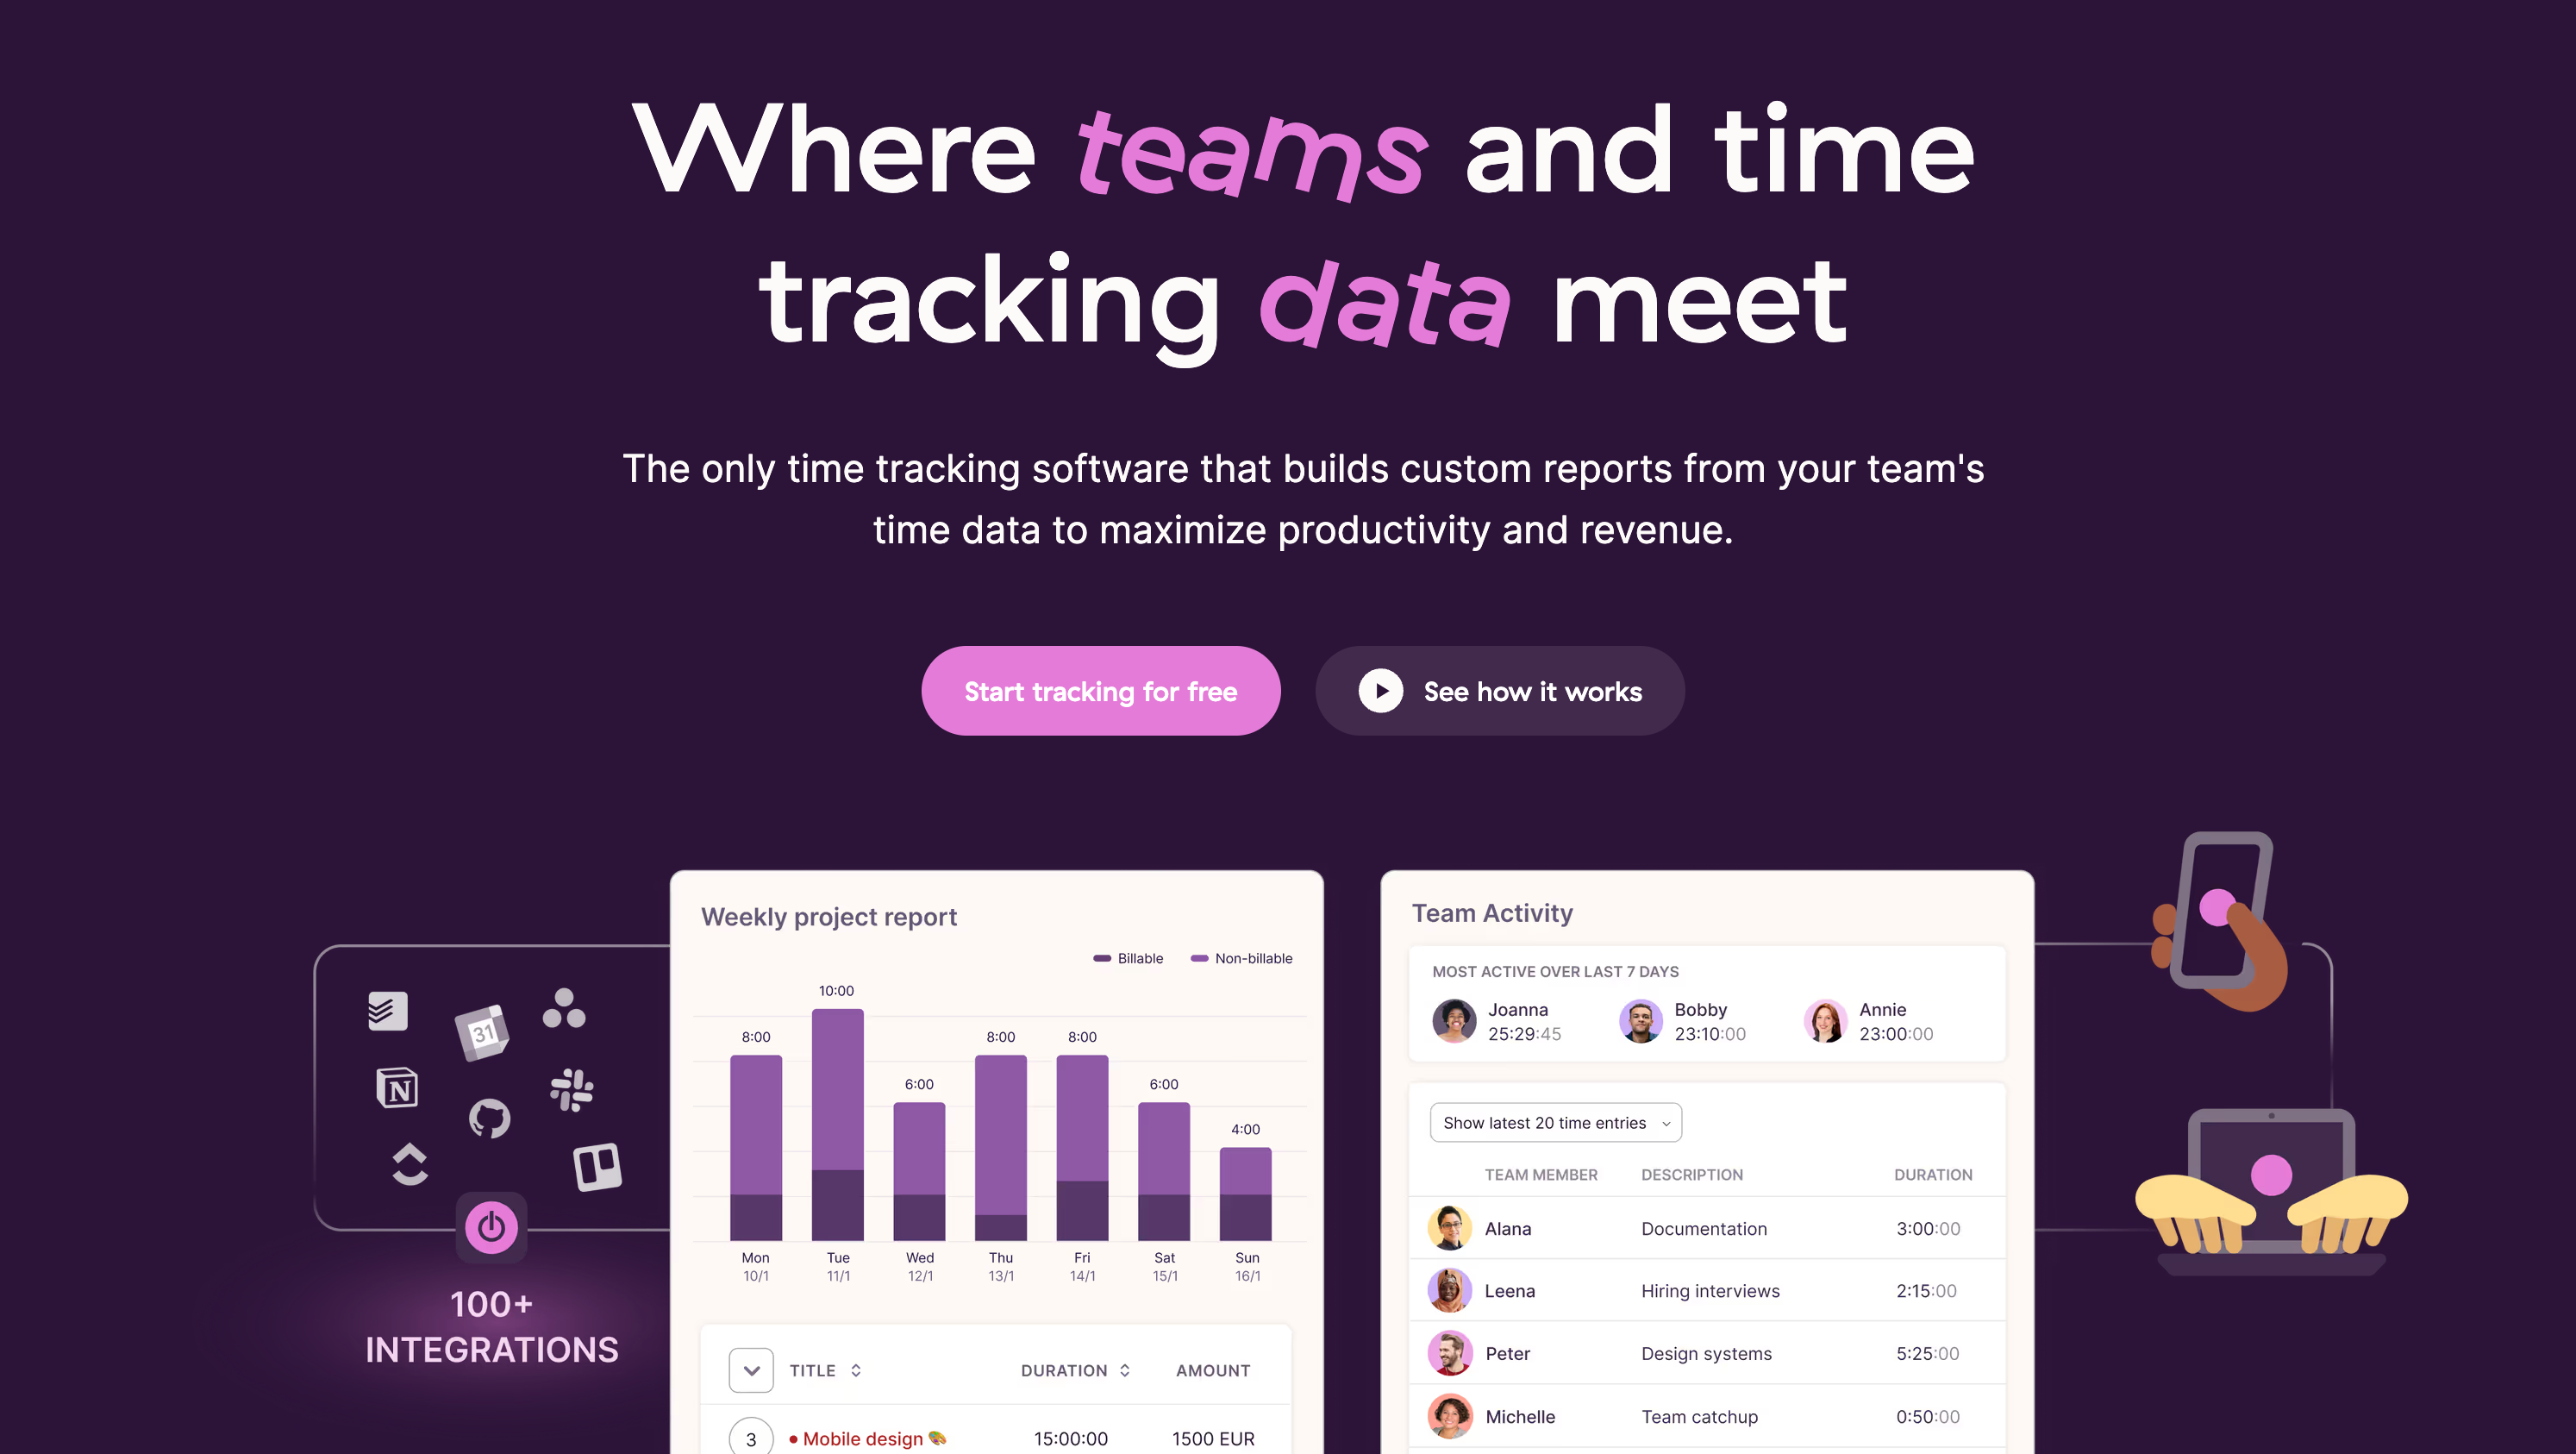 Where teams and time
tracking data meet
The only time tracking software that builds custom reports from your team's
time data to maximize productivity and revenue.
Start tracking for free
See how it works
31
N
100+
INTEGRATIONS
Weekly project report
Billable Non-billable
10:00
8:00 8:00 8:00
6:00 6:00
4:00
Mon Tue Wed Thu Fri Sat Sun
10/1 11/1 12/1 13/1 14/1 15/1 16/1
TITLE DURATION AMOUNT
3 Mobile design 🎨 15:00:00 1500 EUR
Team Activity
MOST ACTIVE OVER LAST 7 DAYS
Joanna Bobby Annie
25:29:45 23:10:00 23:00:00
Show latest 20 time entries
TEAM MEMBER DESCRIPTION DURATION
Alana Documentation 3:00:00
Leena Hiring interviews 2:15:00
Peter Design systems 5:25:00
Michelle Team catchup 0:50:00